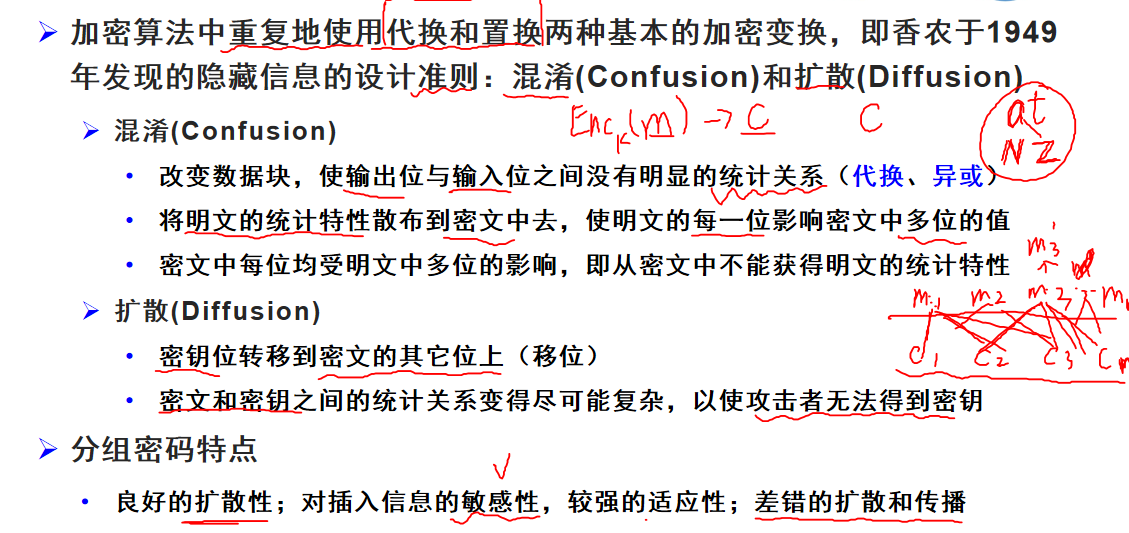 加密算法中重复地使用代换和置换两种基本的加密变换，即香农于1949
年发现的隐藏信息的设计准则：混淆(Confusion)和扩散(Diffusion)
Enc_K(m) → C
C
at
NZ
混淆(Confusion)
改变数据块，使输出位与输入位之间没有明显的统计关系（代换、异或）
将明文的统计特性散布到密文中去，使明文的每一位影响密文中多位的值
密文中每位均受明文中多位的影响，即从密文中不能获得明文的统计特性
m3'
m1 m2 m3
C1 C2 C3
扩散(Diffusion)
密钥位转移到密文的其它位上（移位）
密文和密钥之间的统计关系变得尽可能复杂，以使攻击者无法得到密钥
分组密码特点
良好的扩散性；对插入信息的敏感性，较强的适应性；差错的扩散和传播